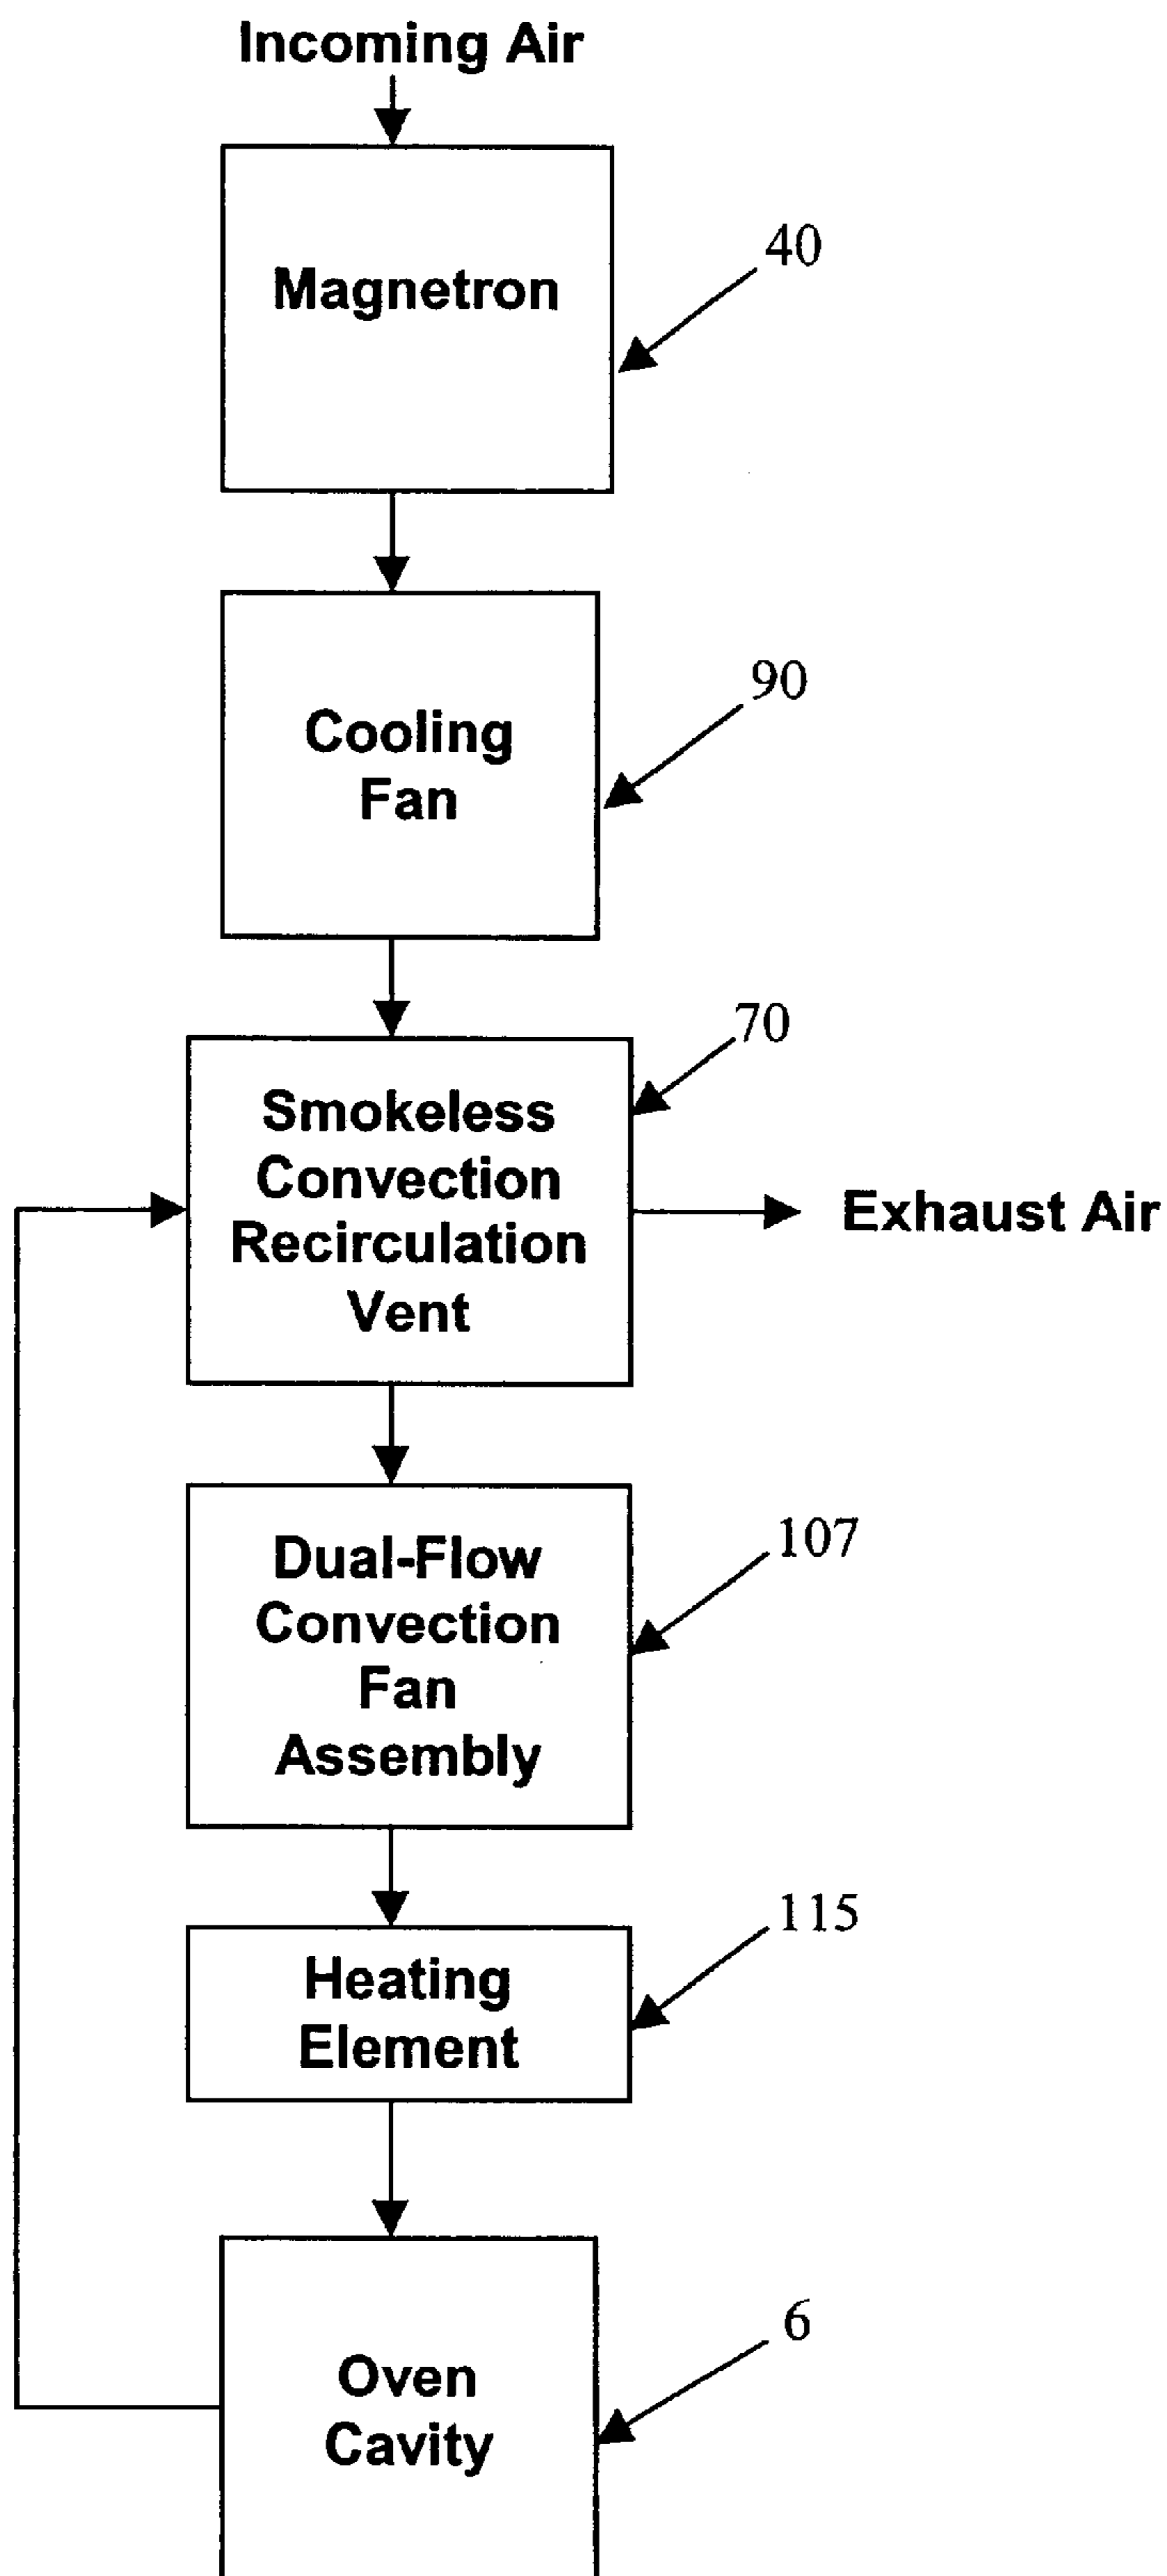 Incoming Air
Magnetron
40
Cooling
Fan
90
Smokeless
Convection
Recirculation
Vent
70
Exhaust Air
Dual-Flow
Convection
Fan
Assembly
107
Heating
Element
115
Oven
Cavity
6